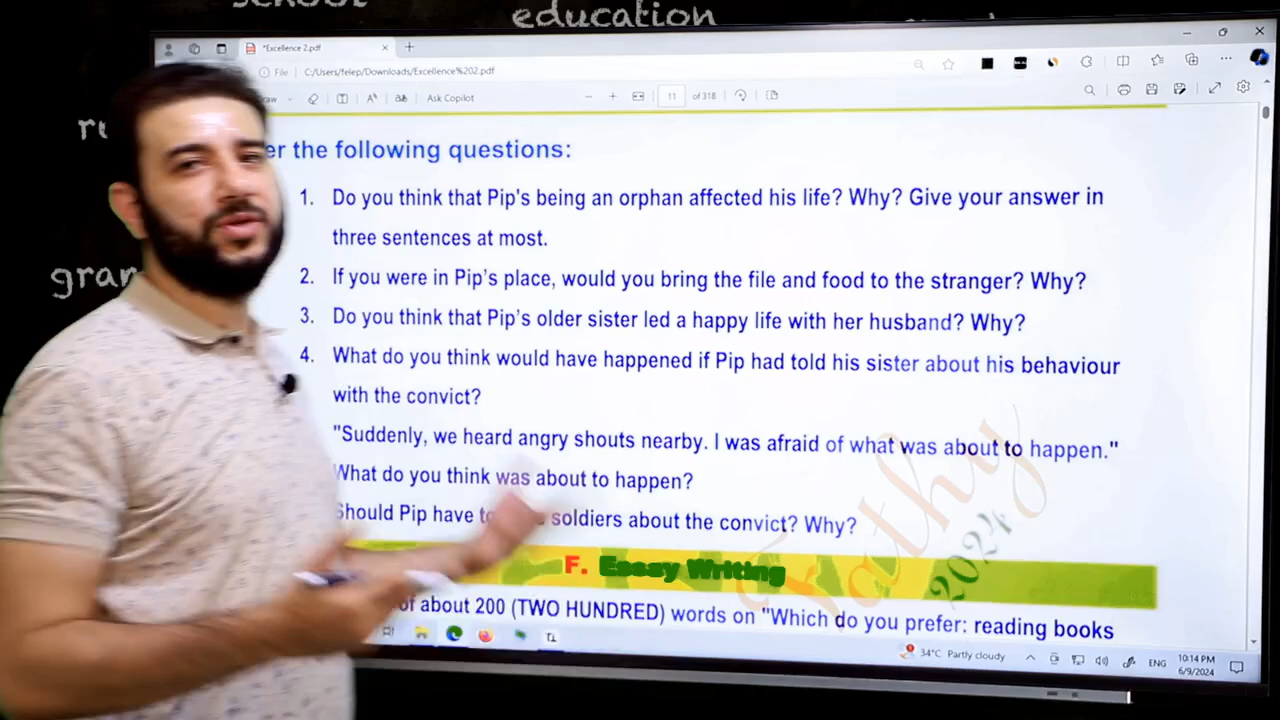 school
education
*Excellence 2.pdf
File C:/Users/felep/Downloads/Excellence%202.pdf
Ask Copilot 11 of 318
the following questions:
1. Do you think that Pip's being an orphan affected his life? Why? Give your answer in
three sentences at most.
2. If you were in Pip's place, would you bring the file and food to the stranger? Why?
3. Do you think that Pip's older sister led a happy life with her husband? Why?
4. What do you think would have happened if Pip had told his sister about his behaviour
with the convict?
"Suddenly, we heard angry shouts nearby. I was afraid of what was about to happen."
What do you think was about to happen?
Should Pip have soldiers about the convict? Why?
Fathy
2024
F. Essay Writing
of about 200 (TWO HUNDRED) words on "Which do you prefer: reading books
34°C Partly cloudy ENG 10:14 PM
6/9/2024